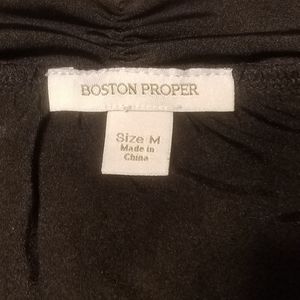 BOSTON PROPER
Size M
Made in
China